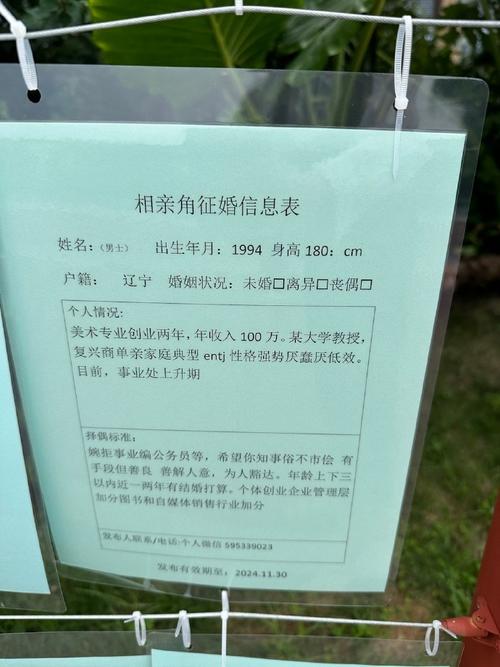 相亲角征婚信息表
姓名：（男士） 出生年月：1994 身高 180：cm
户籍： 辽宁 婚姻状况：未婚□离异□丧偶□
个人情况:
美术专业创业两年，年收入 100 万。某大学教授，
复兴商单亲家庭典型 entj 性格强势厌蠢厌低效。
目前，事业处上升期
择偶标准：
婉拒事业编公务员等，希望你知事俗不市侩 有
手段但善良 善解人意，为人豁达。年龄上下三
以内近一两年有结婚打算。个体创业企业管理层
加分图书和自媒体销售行业加分
发布人联系/电话:个人微信 595339023
发布有效期至：2024.11.30